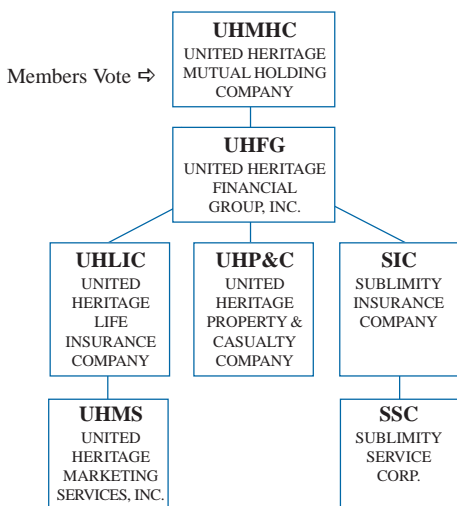 UHMHC
UNITED HERITAGE
MUTUAL HOLDING
COMPANY
Members Vote ➪
UHFG
UNITED HERITAGE
FINANCIAL
GROUP, INC.
UHLIC
UNITED
HERITAGE
LIFE
INSURANCE
COMPANY
UHP&C
UNITED
HERITAGE
PROPERTY &
CASUALTY
COMPANY
SIC
SUBLIMITY
INSURANCE
COMPANY
UHMS
UNITED
HERITAGE
MARKETING
SERVICES, INC.
SSC
SUBLIMITY
SERVICE
CORP.